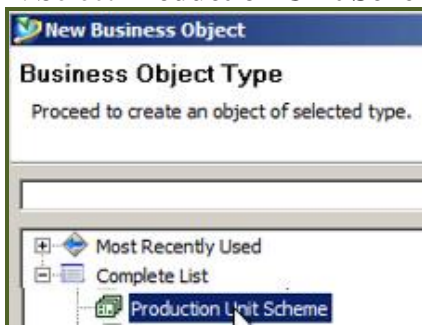 New Business Object
Business Object Type
Proceed to create an object of selected type.
Most Recently Used
Complete List
Production Unit Scheme